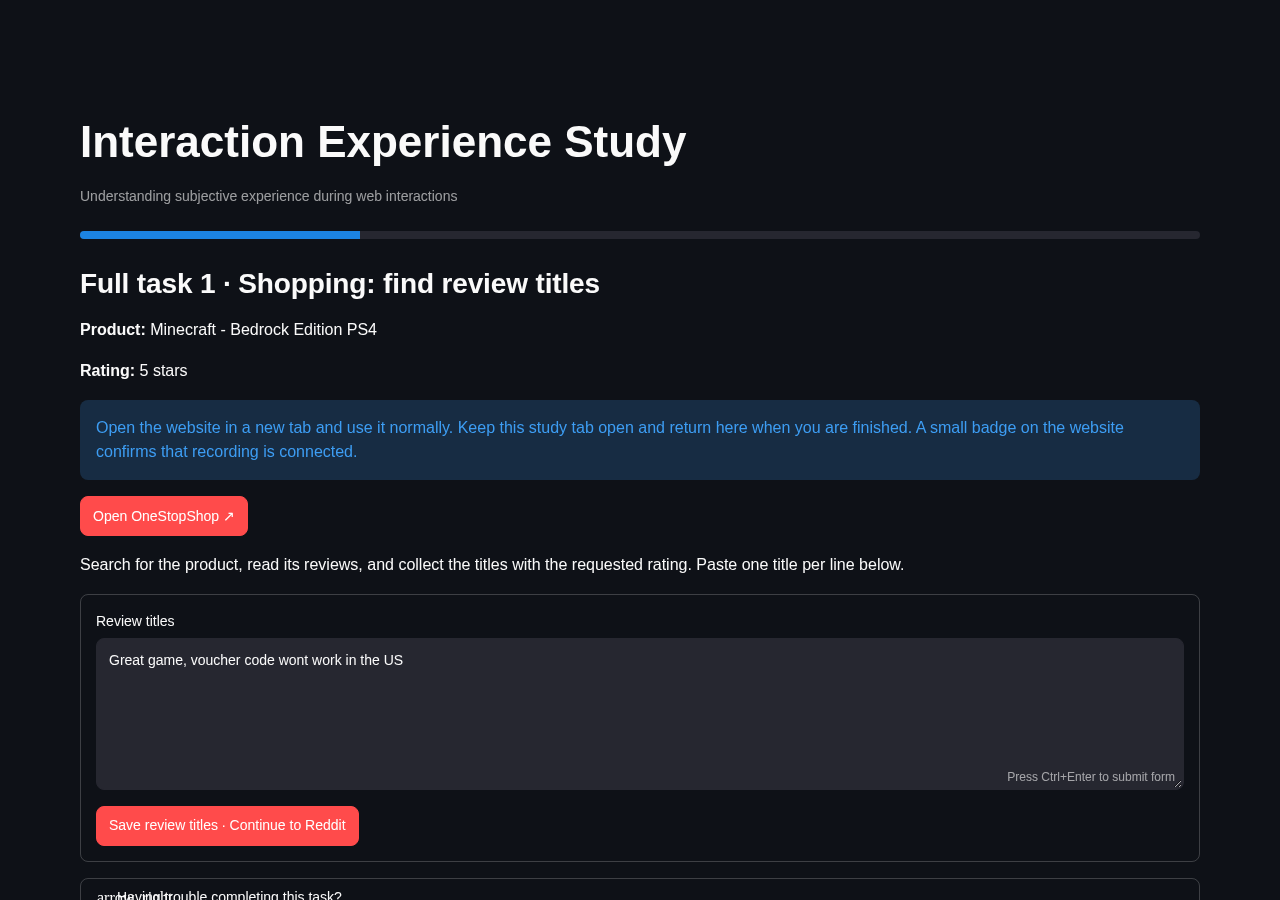 Interaction Experience Study
Understanding subjective experience during web interactions
Full task 1 · Shopping: find review titles
Product: Minecraft - Bedrock Edition PS4
Rating: 5 stars
Open the website in a new tab and use it normally. Keep this study tab open and return here when you are finished. A small badge on the website
confirms that recording is connected.
Open OneStopShop ↗
Search for the product, read its reviews, and collect the titles with the requested rating. Paste one title per line below.
Review titles
Great game, voucher code wont work in the US
Press Ctrl+Enter to submit form
Save review titles · Continue to Reddit
Having trouble completing this task?